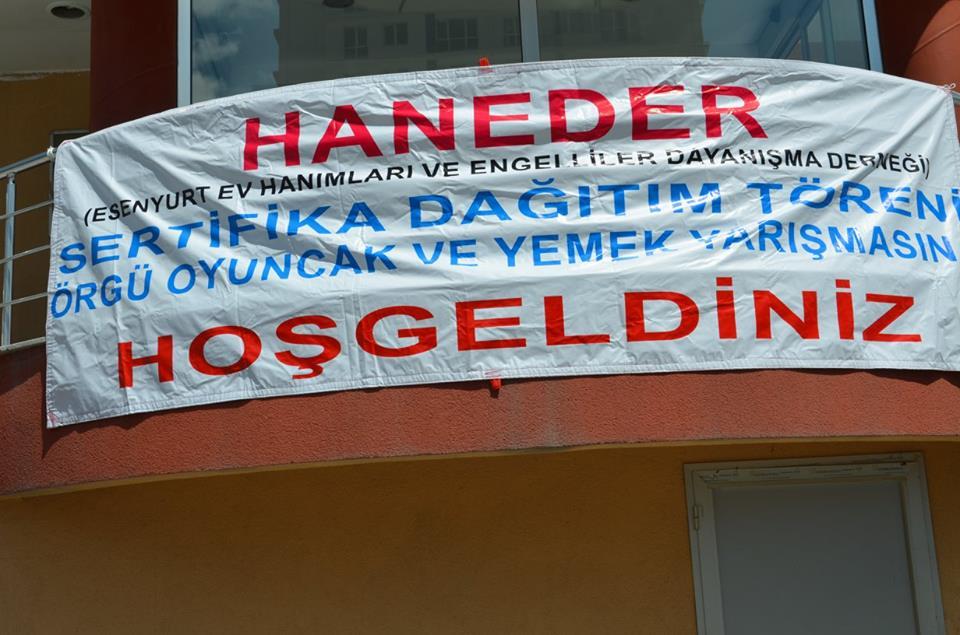 HANEDER
(ESENYURT EV HANIMLARI VE ENGELLİLER DAYANIŞMA DERNEĞİ)
SERTİFİKA DAĞITIM TÖRENİ
ÖRGÜ OYUNCAK VE YEMEK YARIŞMASIN
HOŞGELDİNİZ